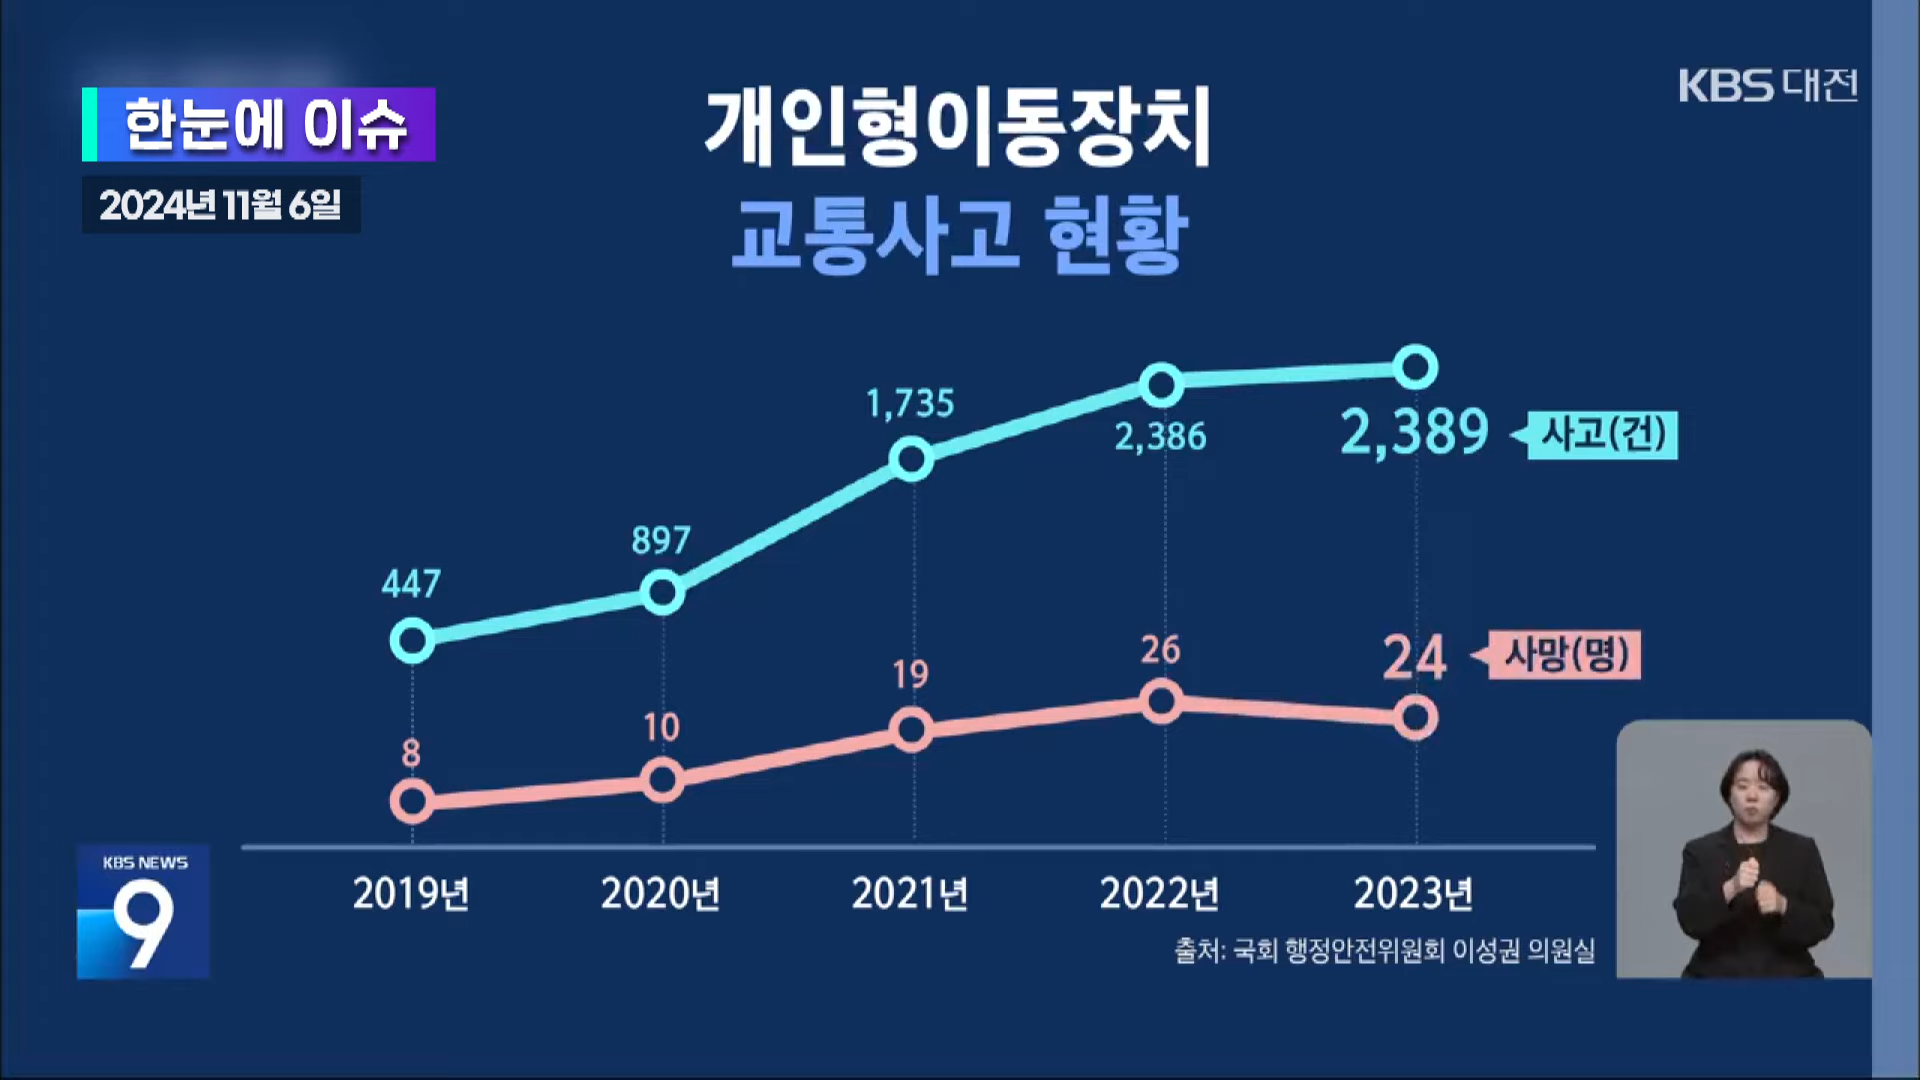 한눈에 이슈
2024년 11월 6일
KBS 대전
개인형이동장치
교통사고 현황
447
897
1,735
2,386
2,389
사고(건)
8
10
19
26
24
사망(명)
2019년
2020년
2021년
2022년
2023년
출처: 국회 행정안전위원회 이성권 의원실
KBS NEWS
9